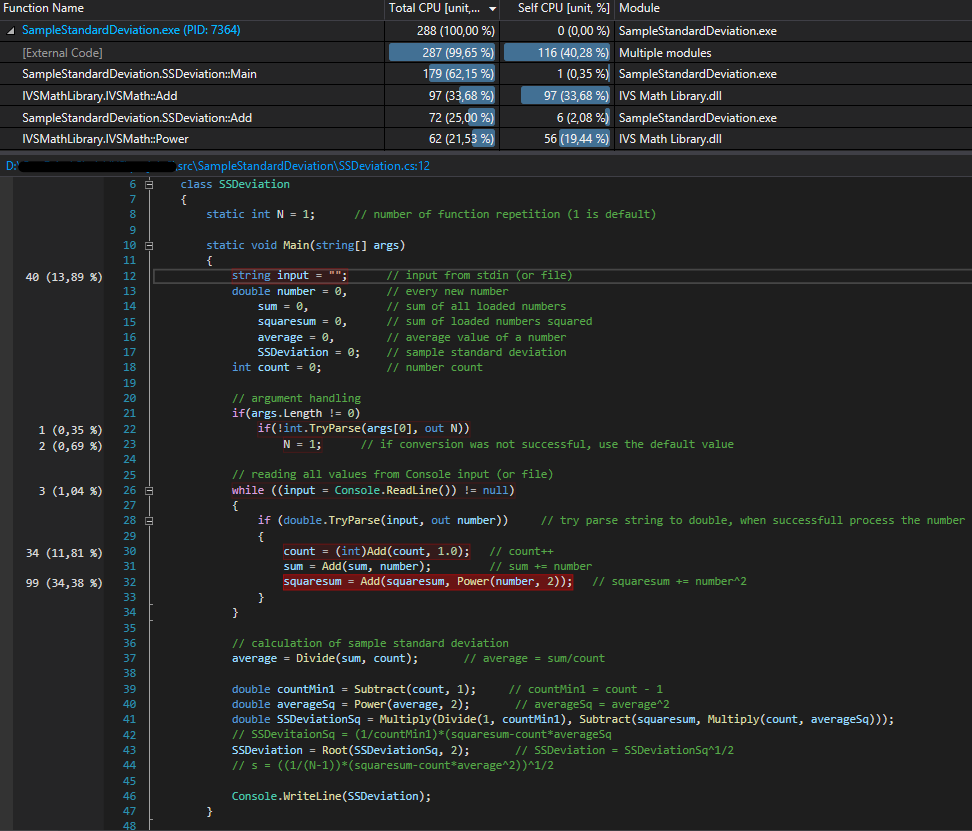 Function Name Total CPU [unit,... Self CPU [unit, %] Module
SampleStandardDeviation.exe (PID: 7364) 288 (100,00 %) 0 (0,00 %) SampleStandardDeviation.exe
[External Code] 287 (99,65 %) 116 (40,28 %) Multiple modules
SampleStandardDeviation.SSDeviation::Main 179 (62,15 %) 1 (0,35 %) SampleStandardDeviation.exe
IVSMathLibrary.IVSMath::Add 97 (33,68 %) 97 (33,68 %) IVS Math Library.dll
SampleStandardDeviation.SSDeviation::Add 72 (25,00 %) 6 (2,08 %) SampleStandardDeviation.exe
IVSMathLibrary.IVSMath::Power 62 (21,53 %) 56 (19,44 %) IVS Math Library.dll
D:\ src\SampleStandardDeviation\SSDeviation.cs:12
6 class SSDeviation
7 {
8 static int N = 1; // number of function repetition (1 is default)
9
10 static void Main(string[] args)
11 {
40 (13,89 %) 12 string input = ""; // input from stdin (or file)
13 double number = 0, // every new number
14 sum = 0, // sum of all loaded numbers
15 squaresum = 0, // sum of loaded numbers squared
16 average = 0, // average value of a number
17 SSDeviation = 0; // sample standard deviation
18 int count = 0; // number count
19
20 // argument handling
21 if(args.Length != 0)
1 (0,35 %) 22 if(!int.TryParse(args[0], out N))
2 (0,69 %) 23 N = 1; // if conversion was not successful, use the default value
24
25 // reading all values from Console input (or file)
3 (1,04 %) 26 while ((input = Console.ReadLine()) != null)
27 {
28 if (double.TryParse(input, out number)) // try parse string to double, when successfull process the number
29 {
34 (11,81 %) 30 count = (int)Add(count, 1.0); // count++
31 sum = Add(sum, number); // sum += number
99 (34,38 %) 32 squaresum = Add(squaresum, Power(number, 2)); // squaresum += number^2
33 }
34 }
35
36 // calculation of sample standard deviation
37 average = Divide(sum, count); // average = sum/count
38
39 double countMin1 = Subtract(count, 1); // countMin1 = count - 1
40 double averageSq = Power(average, 2); // averageSq = average^2
41 double SSDeviationSq = Multiply(Divide(1, countMin1), Subtract(squaresum, Multiply(count, averageSq)));
42 // SSDevitaionSq = (1/countMin1)*(squaresum-count*averageSq
43 SSDeviation = Root(SSDeviationSq, 2); // SSDeviation = SSDeviationSq^1/2
44 // s = ((1/(N-1))*(squaresum-count*average^2))^1/2
45
46 Console.WriteLine(SSDeviation);
47 }
48